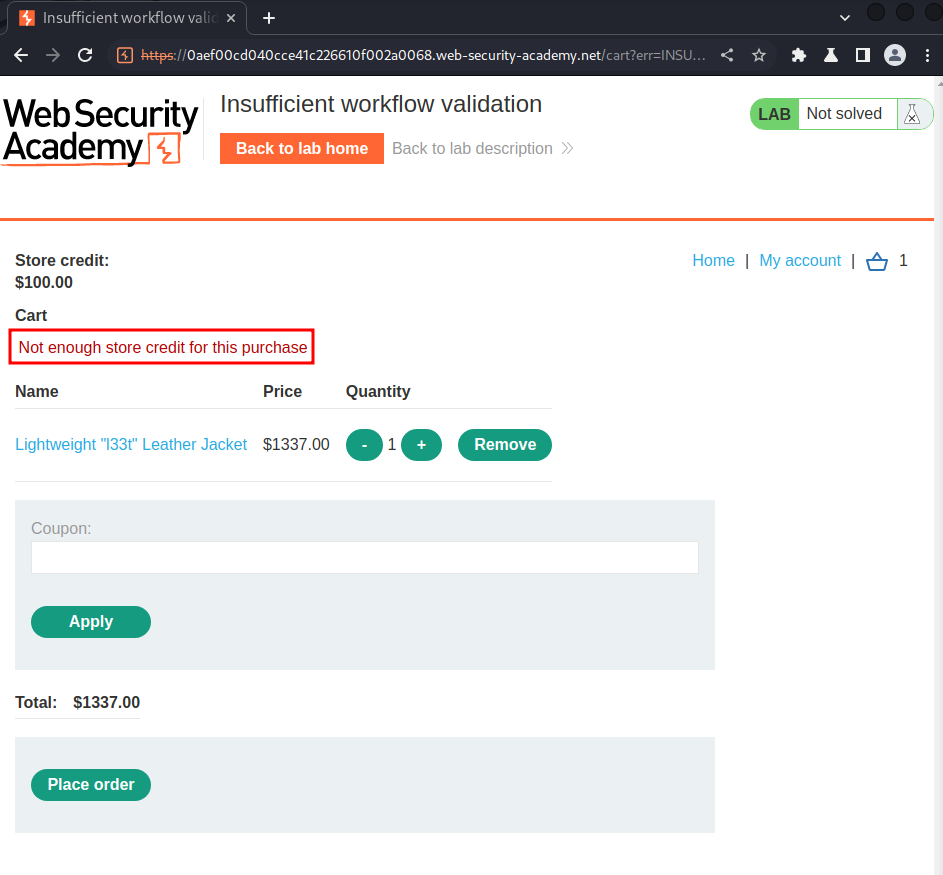 Insufficient workflow valid
https://0aef00cd040cce41c226610f002a0068.web-security-academy.net/cart?err=INSU...
Web Security
Academy
Insufficient workflow validation
Back to lab home
Back to lab description
LAB
Not solved
Store credit:
$100.00
Home | My account | 1
Cart
Not enough store credit for this purchase
Name Price Quantity
Lightweight "l33t" Leather Jacket $1337.00 - 1 + Remove
Coupon:
Apply
Total: $1337.00
Place order